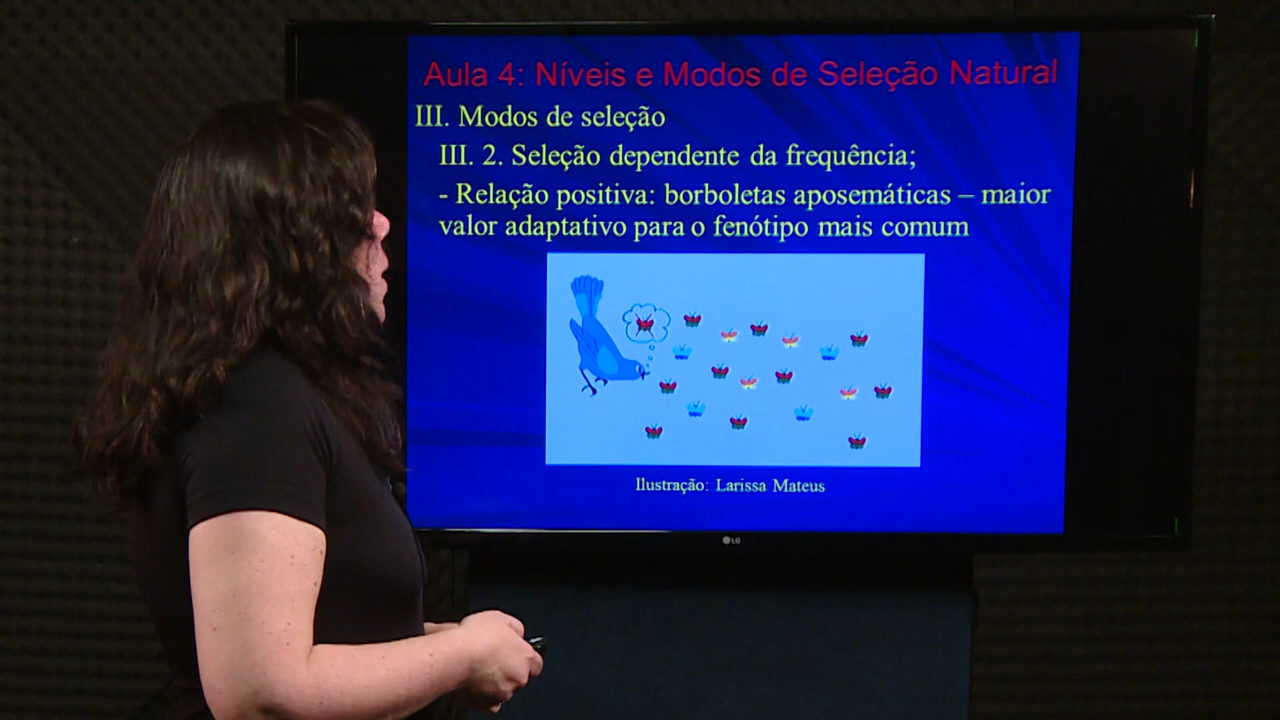 Aula 4: Níveis e Modos de Seleção Natural
III. Modos de seleção
III. 2. Seleção dependente da frequência;
- Relação positiva: borboletas aposemáticas – maior
valor adaptativo para o fenótipo mais comum
Ilustração: Larissa Mateus
LG